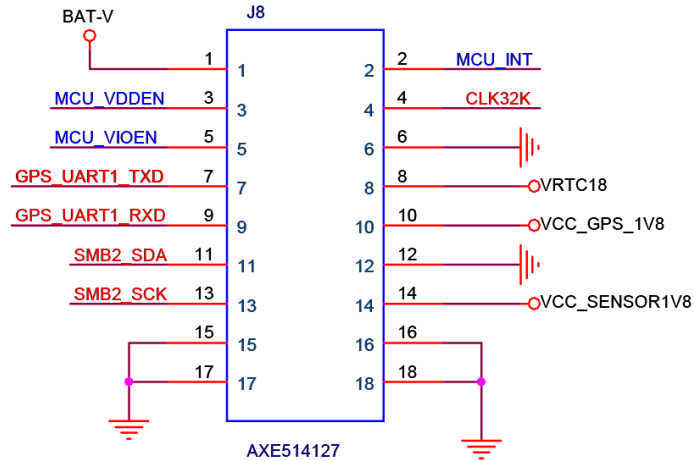 J8
BAT-V
1 1 2 2 MCU_INT
MCU_VDDEN 3 3 4 4 CLK32K
MCU_VIOEN 5 5 6 6
GPS_UART1_TXD 7 7 8 8 VRTC18
GPS_UART1_RXD 9 9 10 10 VCC_GPS_1V8
SMB2_SDA 11 11 12 12
SMB2_SCK 13 13 14 14 VCC_SENSOR1V8
15 15 16 16
17 17 18 18
AXE514127